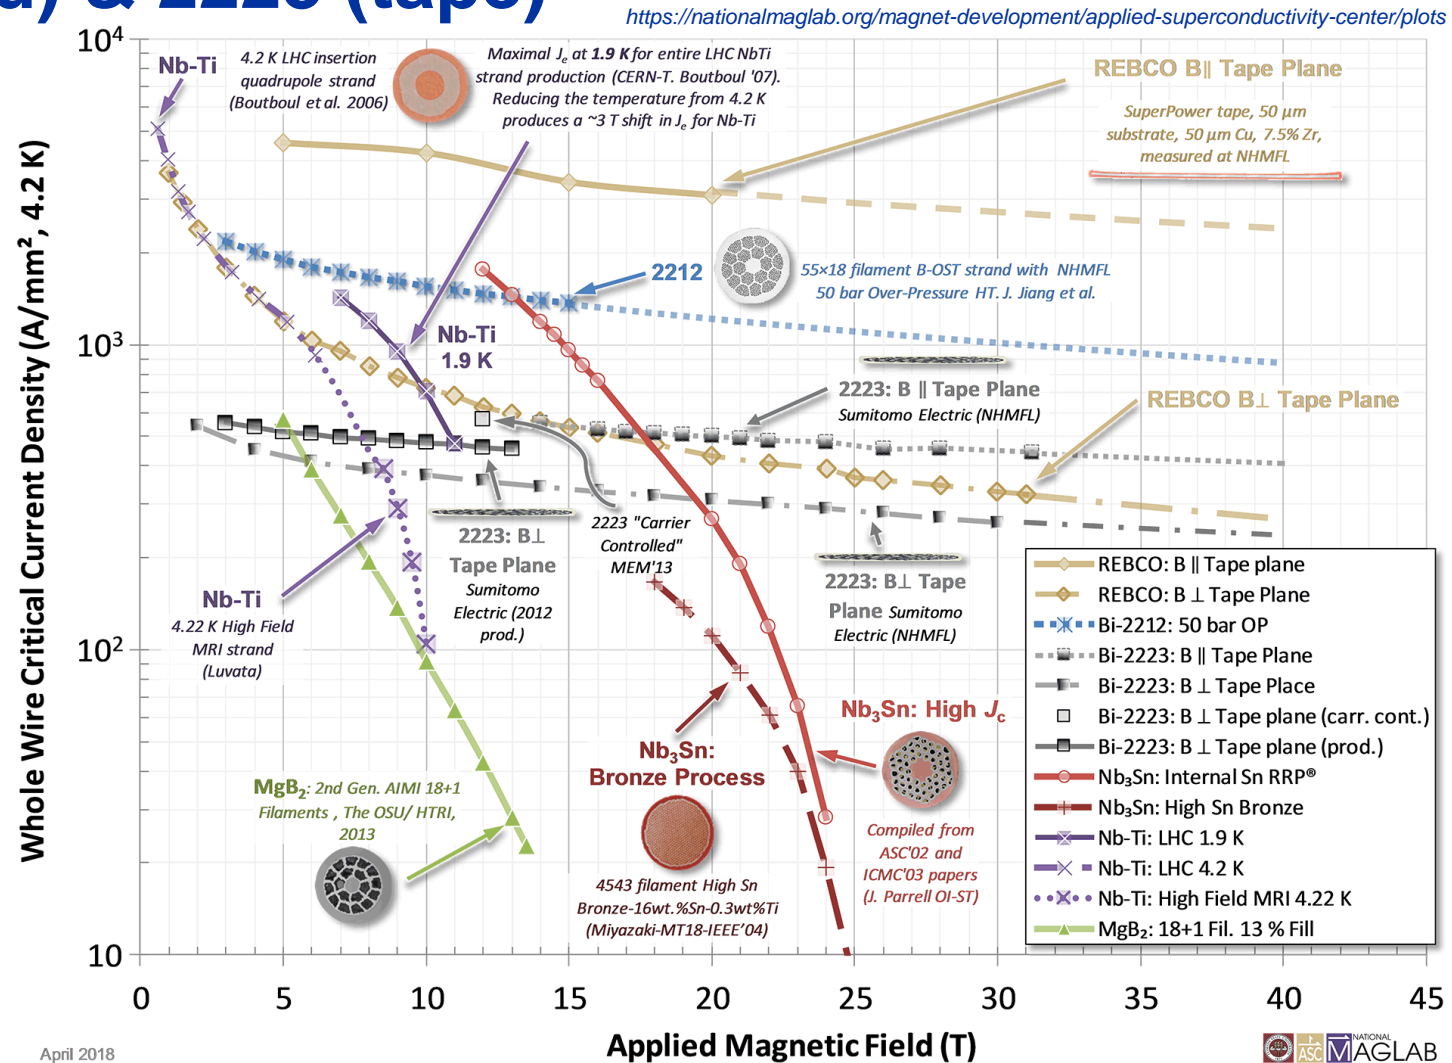 & 2223 (tape)
https://nationalmaglab.org/magnet-development/applied-superconductivity-center/plots
Whole Wire Critical Current Density (A/mm², 4.2 K)
10⁴
10³
10²
10
0
5
10
15
20
25
30
35
40
45
Applied Magnetic Field (T)
Nb-Ti
4.2 K LHC insertion
quadrupole strand
(Boutboul et al. 2006)
Maximal Je at 1.9 K for entire LHC NbTi
strand production (CERN-T. Boutboul '07).
Reducing the temperature from 4.2 K
produces a ~3 T shift in Je for Nb-Ti
REBCO B∥ Tape Plane
SuperPower tape, 50 μm
substrate, 50 μm Cu, 7.5% Zr,
measured at NHMFL
2212
55×18 filament B-OST strand with NHMFL
50 bar Over-Pressure HT. J. Jiang et al.
Nb-Ti
1.9 K
2223: B ∥ Tape Plane
Sumitomo Electric (NHMFL)
REBCO B⊥ Tape Plane
2223: B⊥
Tape Plane
Sumitomo
Electric (2012
prod.)
2223 "Carrier
Controlled"
MEM'13
2223: B⊥ Tape
Plane Sumitomo
Electric (NHMFL)
Nb-Ti
4.22 K High Field
MRI strand
(Luvata)
MgB₂: 2nd Gen. AIMI 18+1
Filaments , The OSU/ HTRI,
2013
Nb₃Sn:
Bronze Process
4543 filament High Sn
Bronze-16wt.%Sn-0.3wt%Ti
(Miyazaki-MT18-IEEE'04)
Nb₃Sn: High Jc
Compiled from
ASC'02 and
ICMC'03 papers
(J. Parrell OI-ST)
REBCO: B ∥ Tape plane
REBCO: B ⊥ Tape Plane
Bi-2212: 50 bar OP
Bi-2223: B ∥ Tape Plane
Bi-2223: B ⊥ Tape Place
Bi-2223: B ⊥ Tape plane (carr. cont.)
Bi-2223: B ⊥ Tape plane (prod.)
Nb₃Sn: Internal Sn RRP®
Nb₃Sn: High Sn Bronze
Nb-Ti: LHC 1.9 K
Nb-Ti: LHC 4.2 K
Nb-Ti: High Field MRI 4.22 K
MgB₂: 18+1 Fil. 13 % Fill
April 2018
ASC
NATIONAL
MAGLAB